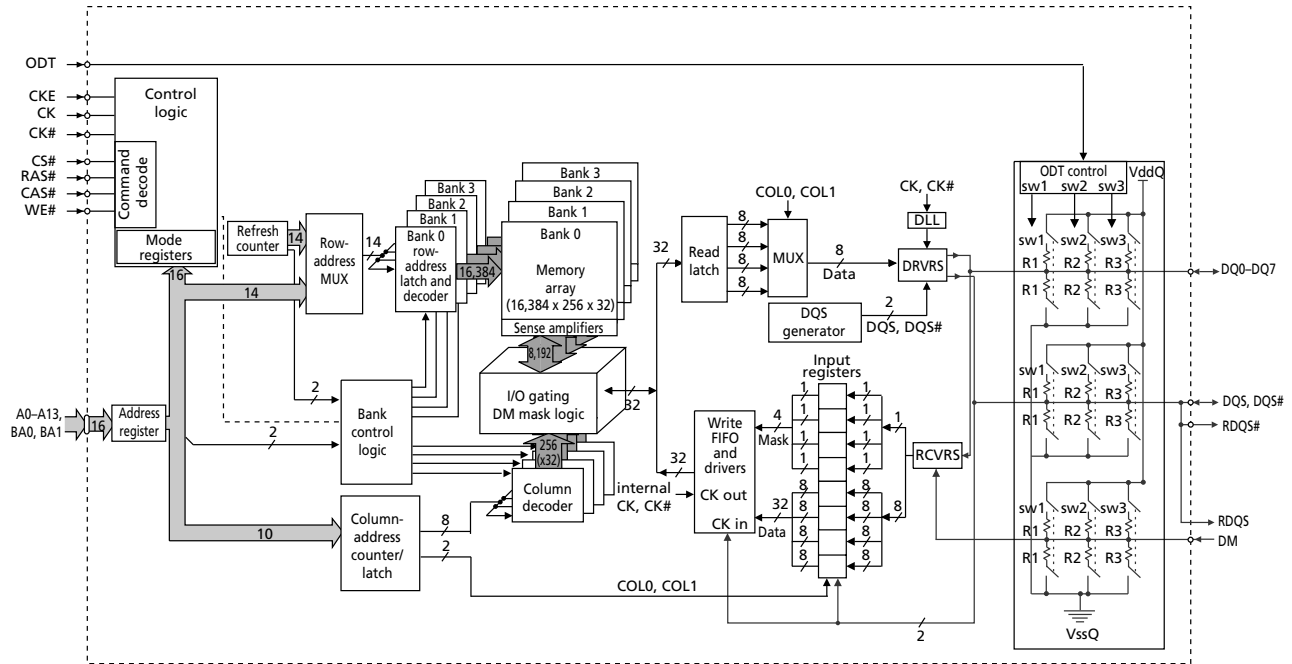 ODT
CKE
CK
CK#
CS#
RAS#
CAS#
WE#
Control
logic
Command
decode
Mode
registers
16
Refresh
counter
14
14
Row-
address
MUX
14
Bank 3
Bank 2
Bank 1
Bank 0
row-
address
latch and
decoder
16,384
Bank 3
Bank 2
Bank 1
Bank 0
Memory
array
(16,384 x 256 x 32)
Sense amplifiers
8,192
I/O gating
DM mask logic
32
256
(x32)
Column
decoder
A0–A13,
BA0, BA1
16
Address
register
2
2
Bank
control
logic
10
Column-
address
counter/
latch
8
2
COL0, COL1
32
Read
latch
8
8
8
8
COL0, COL1
MUX
8
Data
CK, CK#
DLL
DRVRS
DQS
generator
2
DQS, DQS#
Input
registers
32
internal
CK, CK#
Write
FIFO
and
drivers
CK out
CK in
4
Mask
32
Data
1
1
1
1
8
8
8
8
1
1
1
1
8
8
8
8
1
8
RCVRS
2
ODT control
sw1 sw2 sw3
VddQ
sw1 sw2 sw3
R1 R2 R3
R1 R2 R3
sw1 sw2 sw3
R1 R2 R3
R1 R2 R3
sw1 sw2 sw3
R1 R2 R3
R1 R2 R3
VssQ
DQ0–DQ7
DQS, DQS#
RDQS#
RDQS
DM